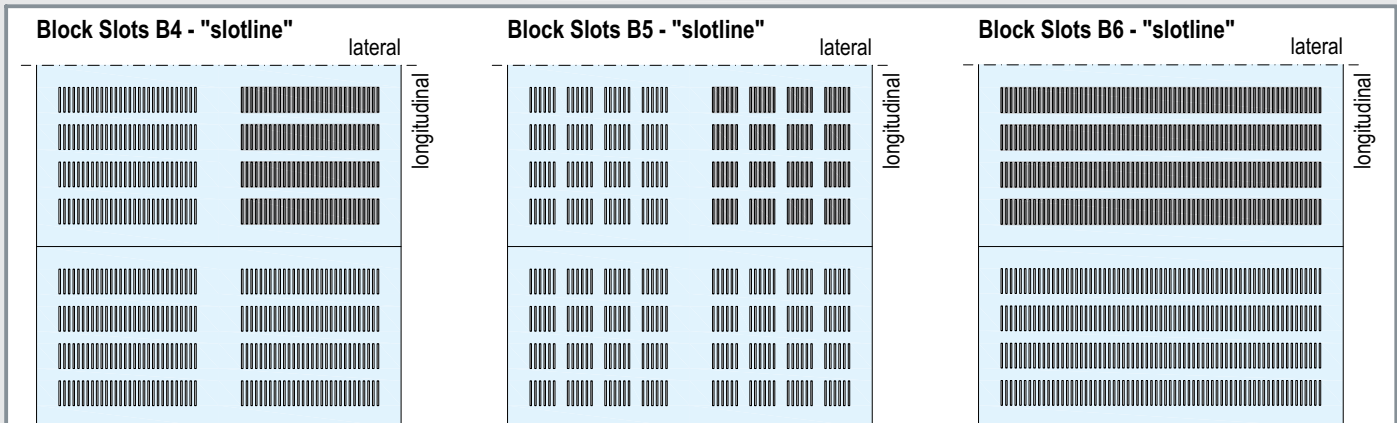 Block Slots B4 - "slotline"
lateral
longitudinal
Block Slots B5 - "slotline"
lateral
longitudinal
Block Slots B6 - "slotline"
lateral
longitudinal